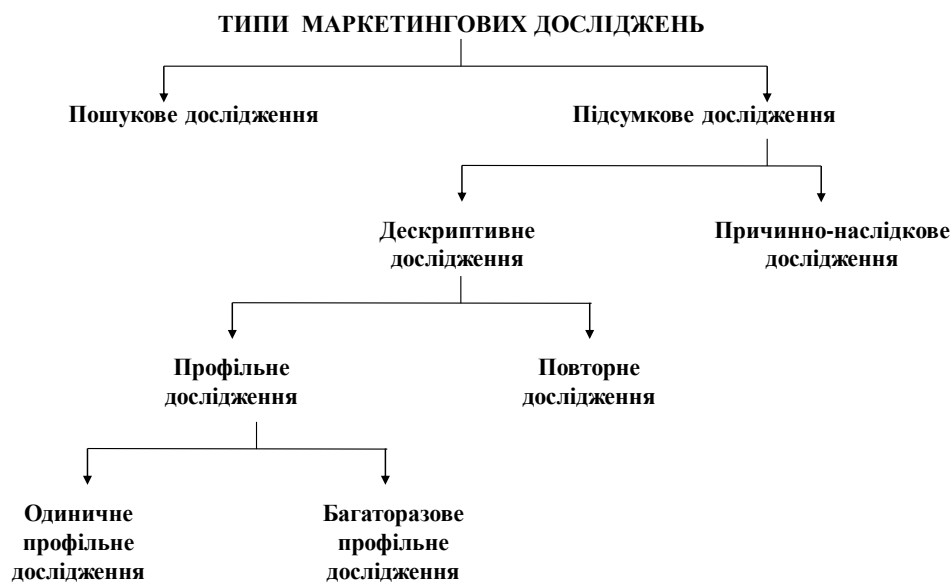 ТИПИ МАРКЕТИНГОВИХ ДОСЛІДЖЕНЬ
Пошукове дослідження
Підсумкове дослідження
Дескриптивне
дослідження
Причинно-наслідкове
дослідження
Профільне
дослідження
Повторне
дослідження
Одиничне
профільне
дослідження
Багаторазове
профільне
дослідження